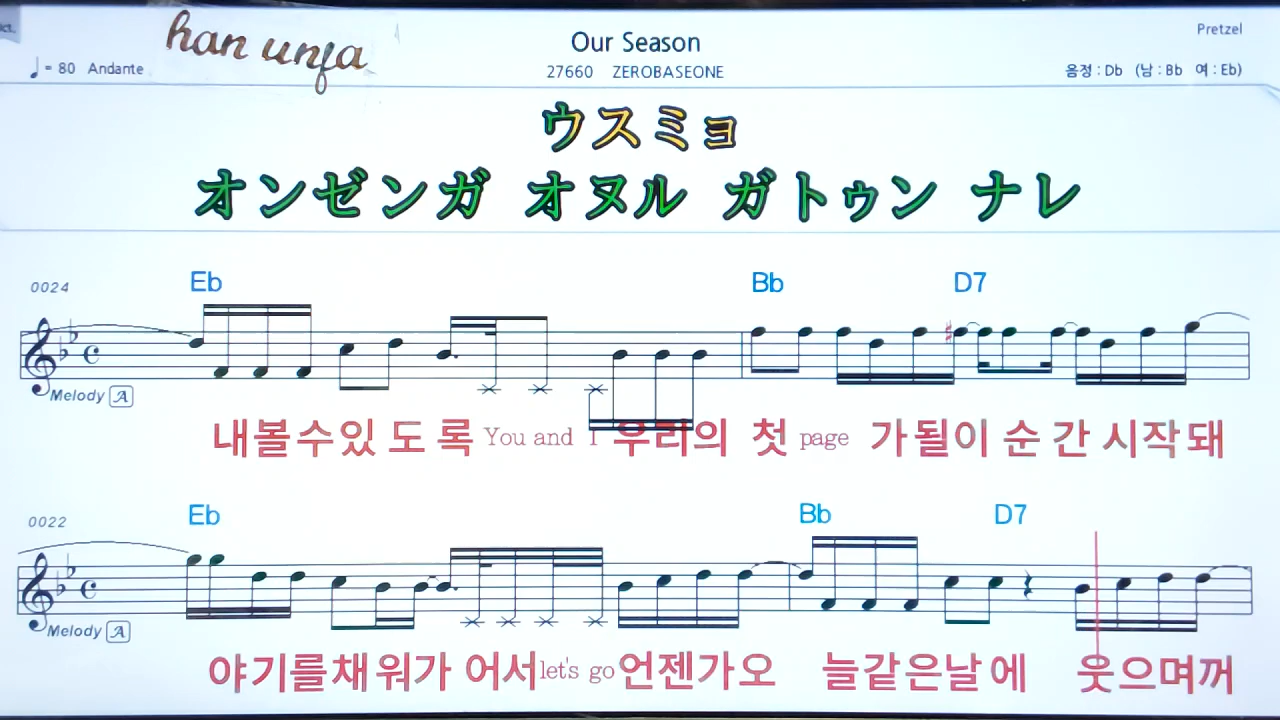 ict.
han unfa
Our Season
Pretzel
♩= 80 Andante
27660 ZEROBASEONE
음정 : Db (남 : Bb 여 : Eb)
ウスミョ
オンゼンガ オヌル ガトゥン ナレ
0024
Eb Bb D7
Melody A
내볼수있 도 록 You and I 우리의 첫 page 가될이 순 간 시작돼
0022
Eb Bb D7
Melody A
야기를채워가 어서 let's go 언젠가오 늘같은날에 웃으며꺼